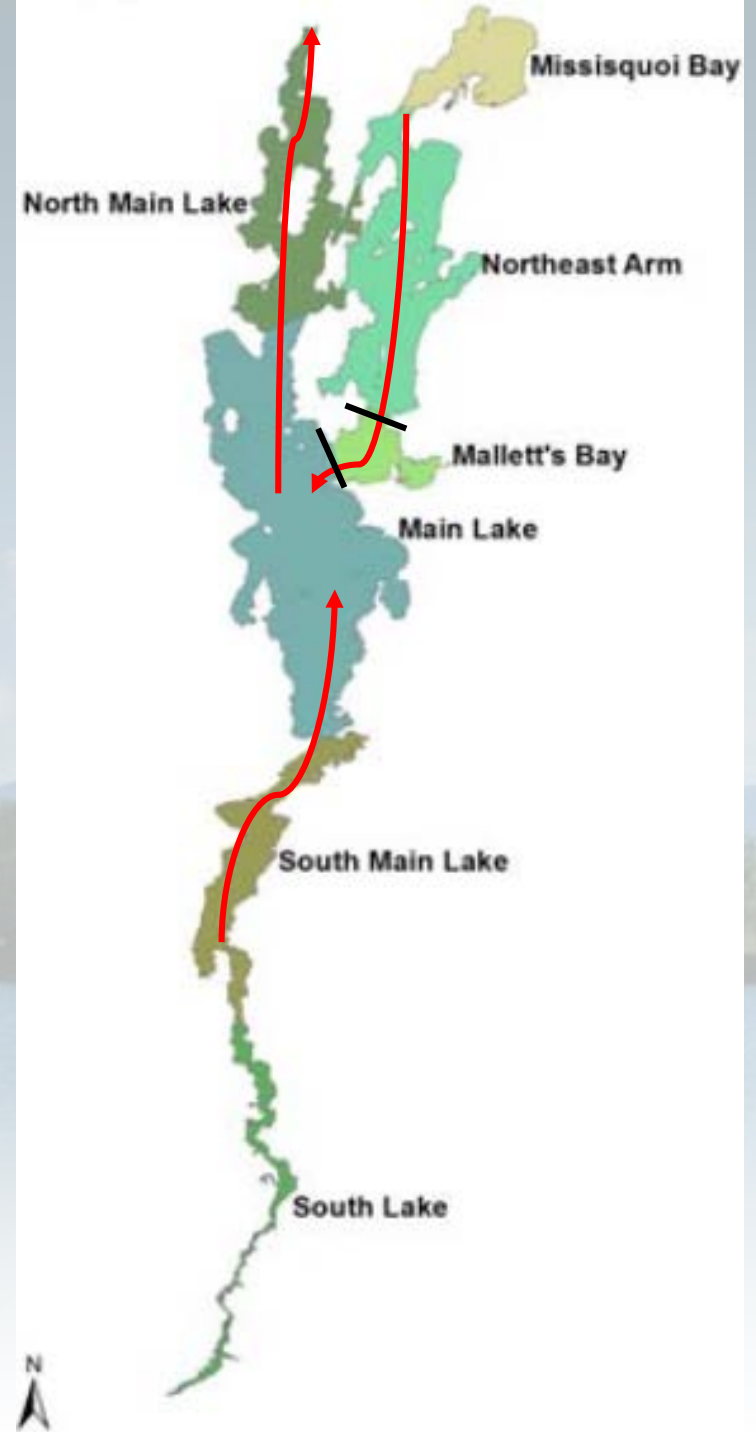 Missisquoi Bay
North Main Lake
Northeast Arm
Mallett's Bay
Main Lake
South Main Lake
South Lake
N